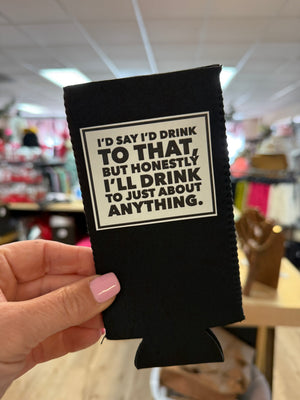 I'D SAY I'D DRINK
TO THAT,
BUT HONESTLY
I'LL DRINK
TO JUST ABOUT
ANYTHING.